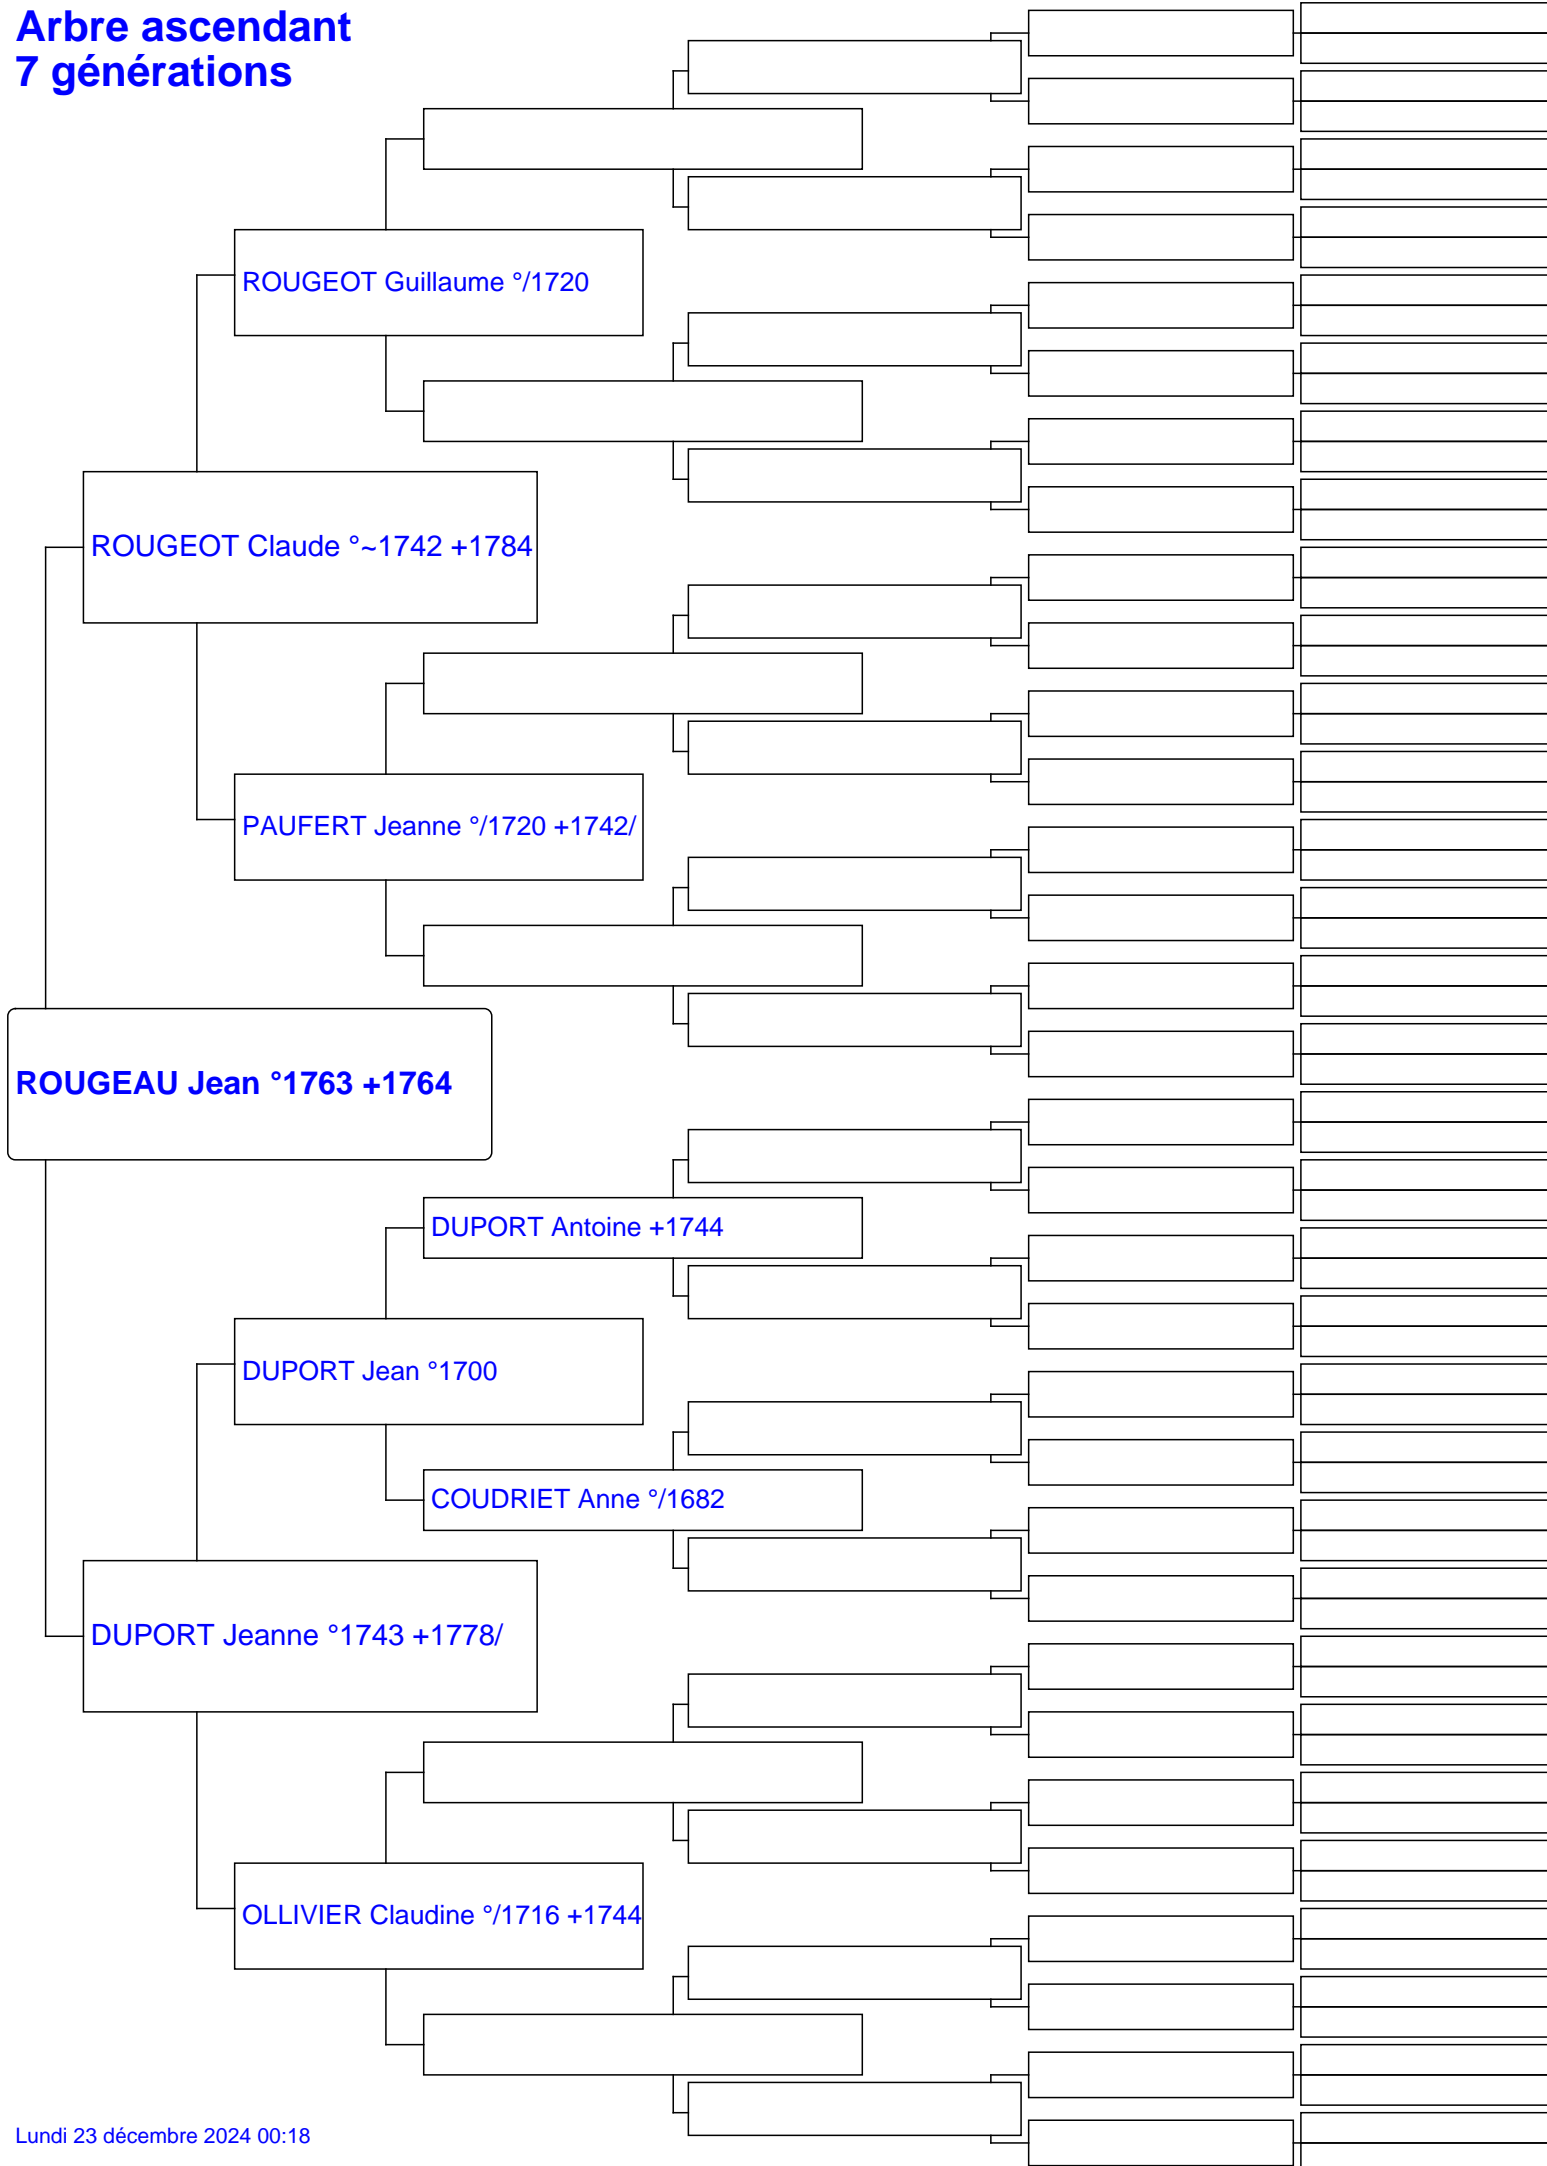 Arbre ascendant
7 générations
ROUGEOT Guillaume °/1720
ROUGEOT Claude °~1742 +1784
PAUFERT Jeanne °/1720 +1742/
ROUGEAU Jean °1763 +1764
DUPORT Antoine +1744
DUPORT Jean °1700
COUDRIET Anne °/1682
DUPORT Jeanne °1743 +1778/
OLLIVIER Claudine °/1716 +1744
Lundi 23 décembre 2024 00:18